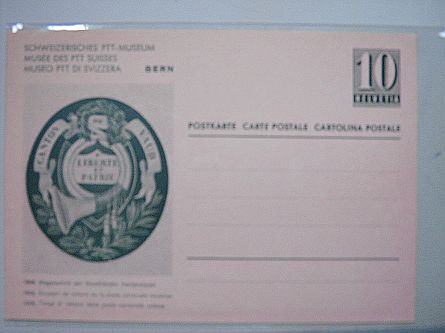 SCHWEIZERISCHES PTT-MUSEUM
MUSÉE DES PTT SUISSES
MUSEO PTT DI SVIZZERA BERN
10
HELVETIA
POSTKARTE CARTE POSTALE CARTOLINA POSTALE
CANTON VAUD
LIBERTÉ
ET
PATRIE